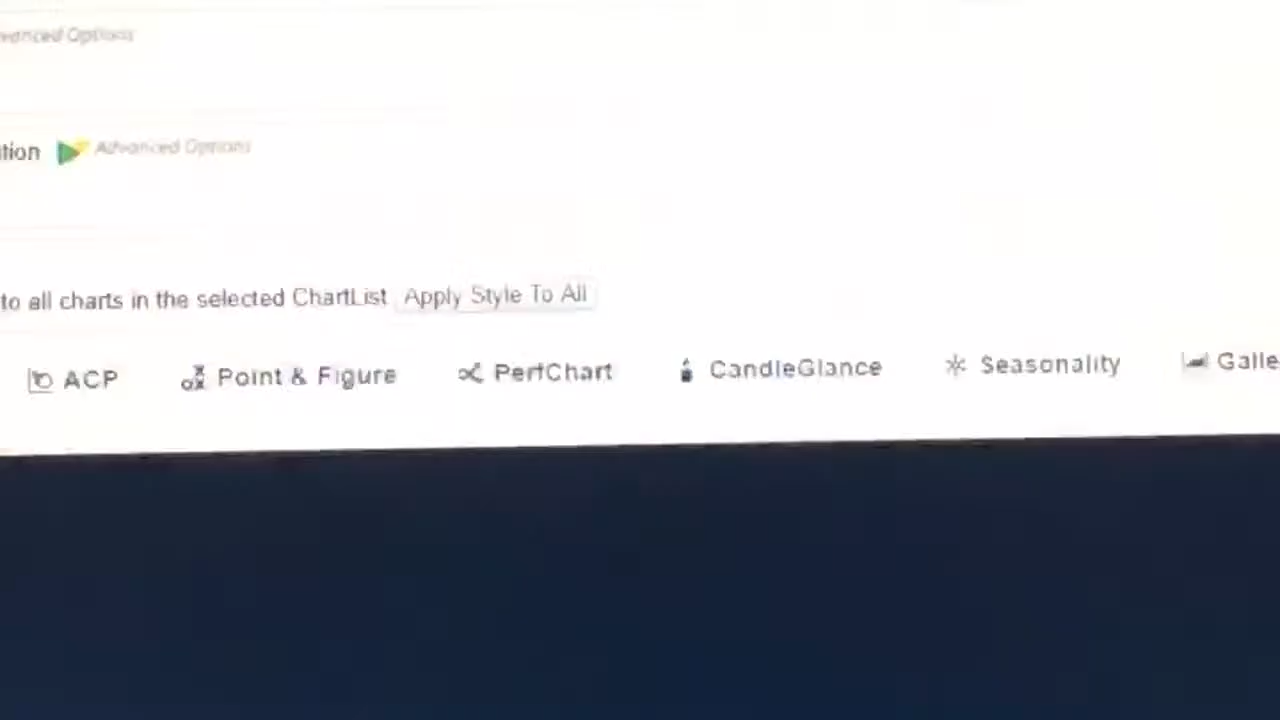 Advanced Options
Advanced Options
to all charts in the selected ChartList Apply Style To All
ACP Point & Figure PerfChart CandleGlance Seasonality